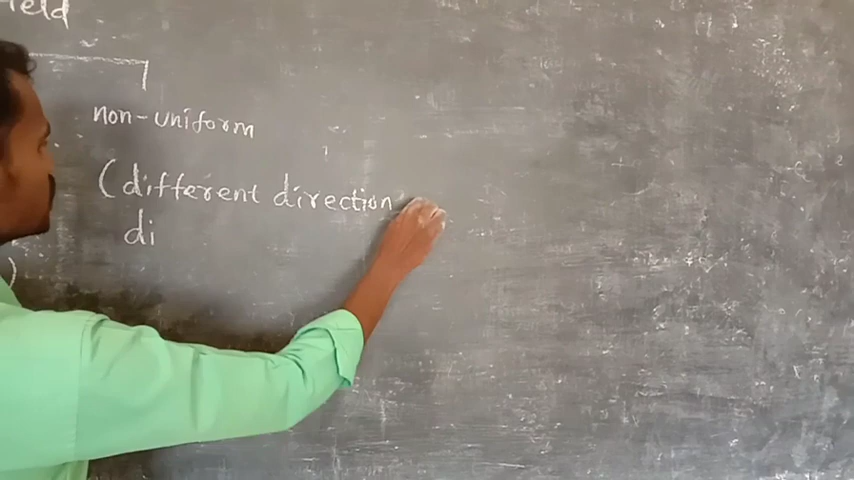 non-uniform
(different direction
di
)